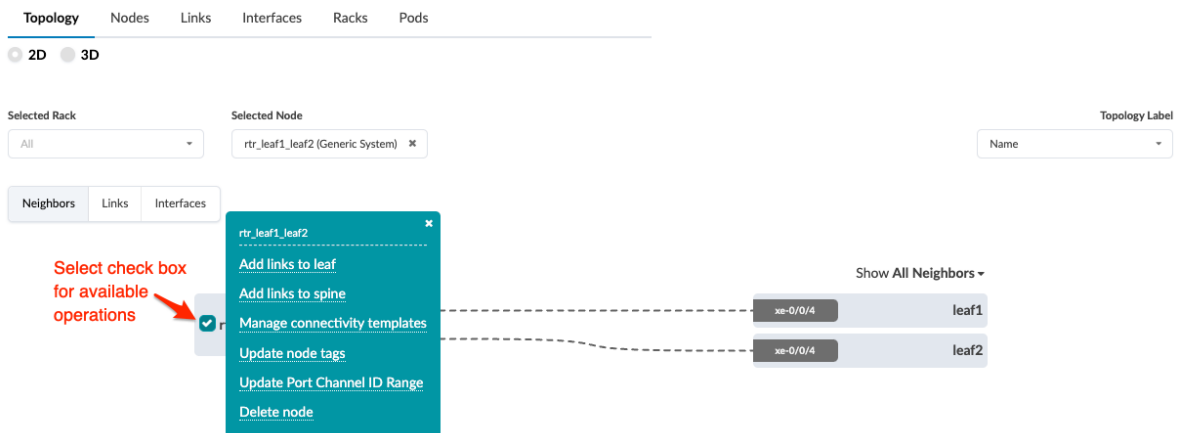 Topology Nodes Links Interfaces Racks Pods
2D 3D
Selected Rack Selected Node Topology Label
All rtr_leaf1_leaf2 (Generic System) Name
Neighbors Links Interfaces
rtr_leaf1_leaf2
Select check box
for available
operations
Add links to leaf
Add links to spine
Manage connectivity templates
Update node tags
Update Port Channel ID Range
Delete node
Show All Neighbors
xe-0/0/4 leaf1
xe-0/0/4 leaf2